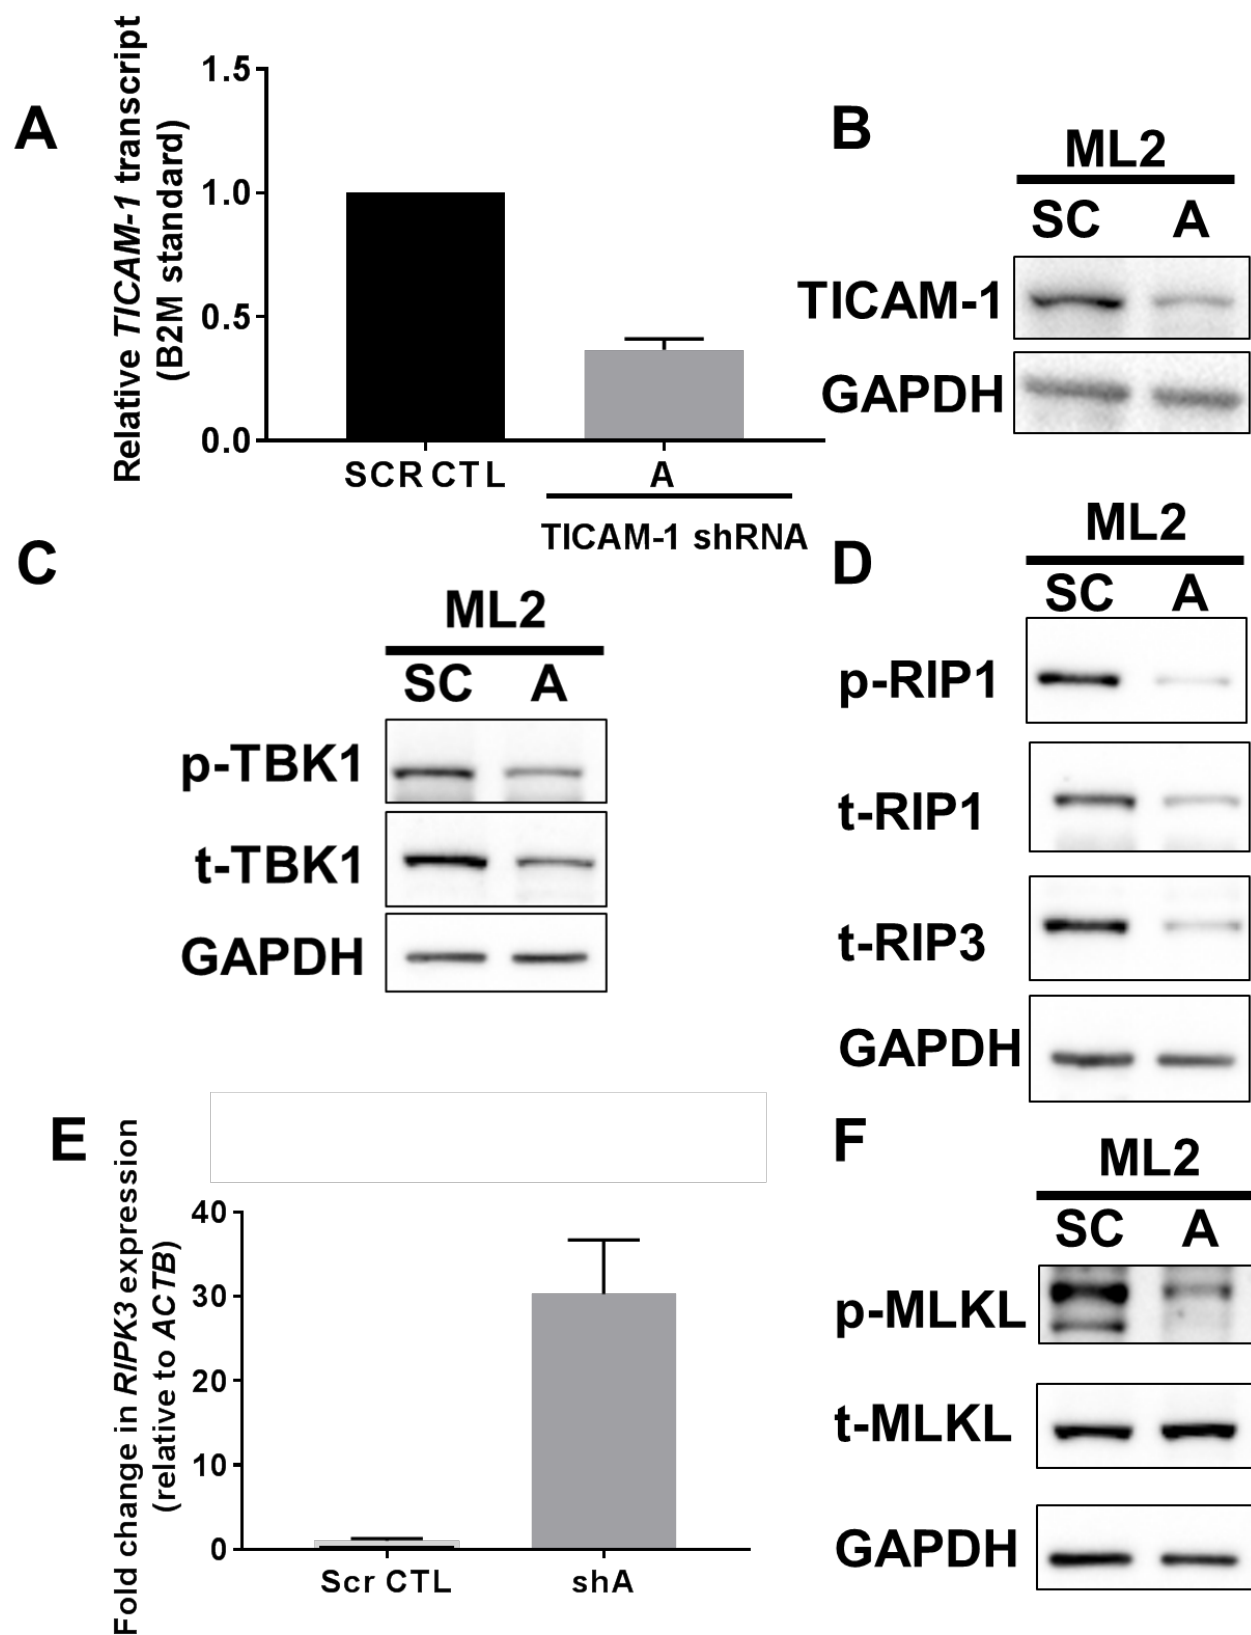 A
Relative TICAM-1 transcript
(B2M standard)
1.5
1.0
0.5
0.0
SCR CTL
A
TICAM-1 shRNA
B
ML2
SC A
TICAM-1
GAPDH
C
ML2
SC A
p-TBK1
t-TBK1
GAPDH
D
ML2
SC A
p-RIP1
t-RIP1
t-RIP3
GAPDH
E
Fold change in RIPK3 expression
(relative to ACTB)
40
30
20
10
0
Scr CTL
shA
F
ML2
SC A
p-MLKL
t-MLKL
GAPDH